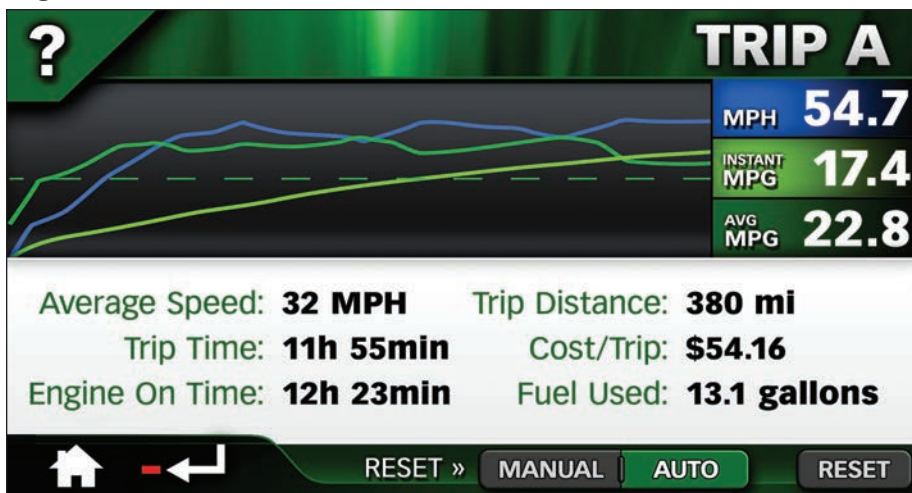 ?
TRIP A
MPH 54.7
INSTANT MPG 17.4
AVG MPG 22.8
Average Speed: 32 MPH Trip Distance: 380 mi
Trip Time: 11h 55min Cost/Trip: $54.16
Engine On Time: 12h 23min Fuel Used: 13.1 gallons
RESET » MANUAL AUTO RESET